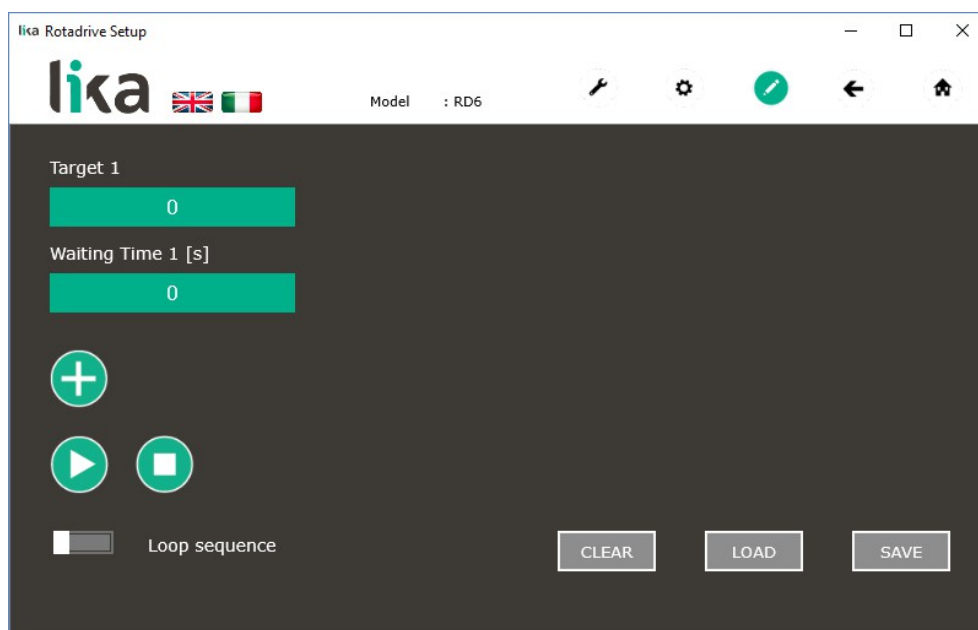 lika Rotadrive Setup
lika
Model : RD6
Target 1
0
Waiting Time 1 [s]
0
Loop sequence
CLEAR
LOAD
SAVE